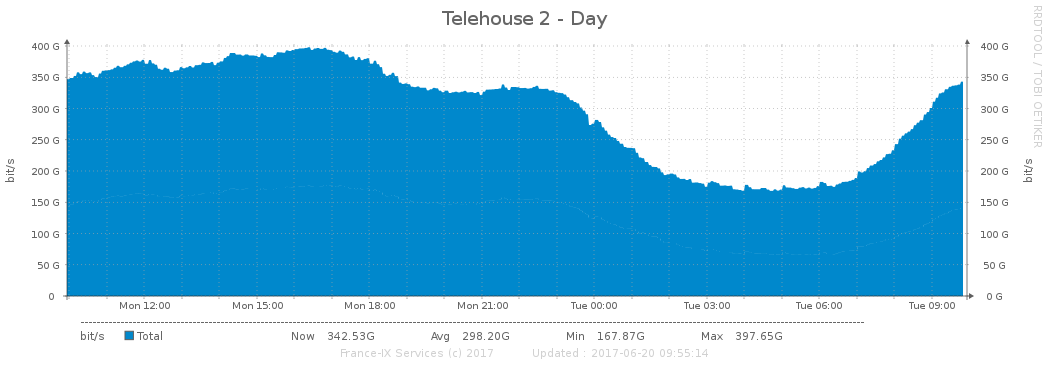 Telehouse 2 - Day
RRDTOOL / TOBI OETIKER
bit/s
400 G 400 G
350 G 350 G
300 G 300 G
250 G 250 G
200 G 200 G
150 G 150 G
100 G 100 G
50 G 50 G
0 0 G
bit/s
Mon 12:00 Mon 15:00 Mon 18:00 Mon 21:00 Tue 00:00 Tue 03:00 Tue 06:00 Tue 09:00
bit/s Total Now 342.53G Avg 298.20G Min 167.87G Max 397.65G
France-IX Services (c) 2017 Updated : 2017-06-20 09:55:14